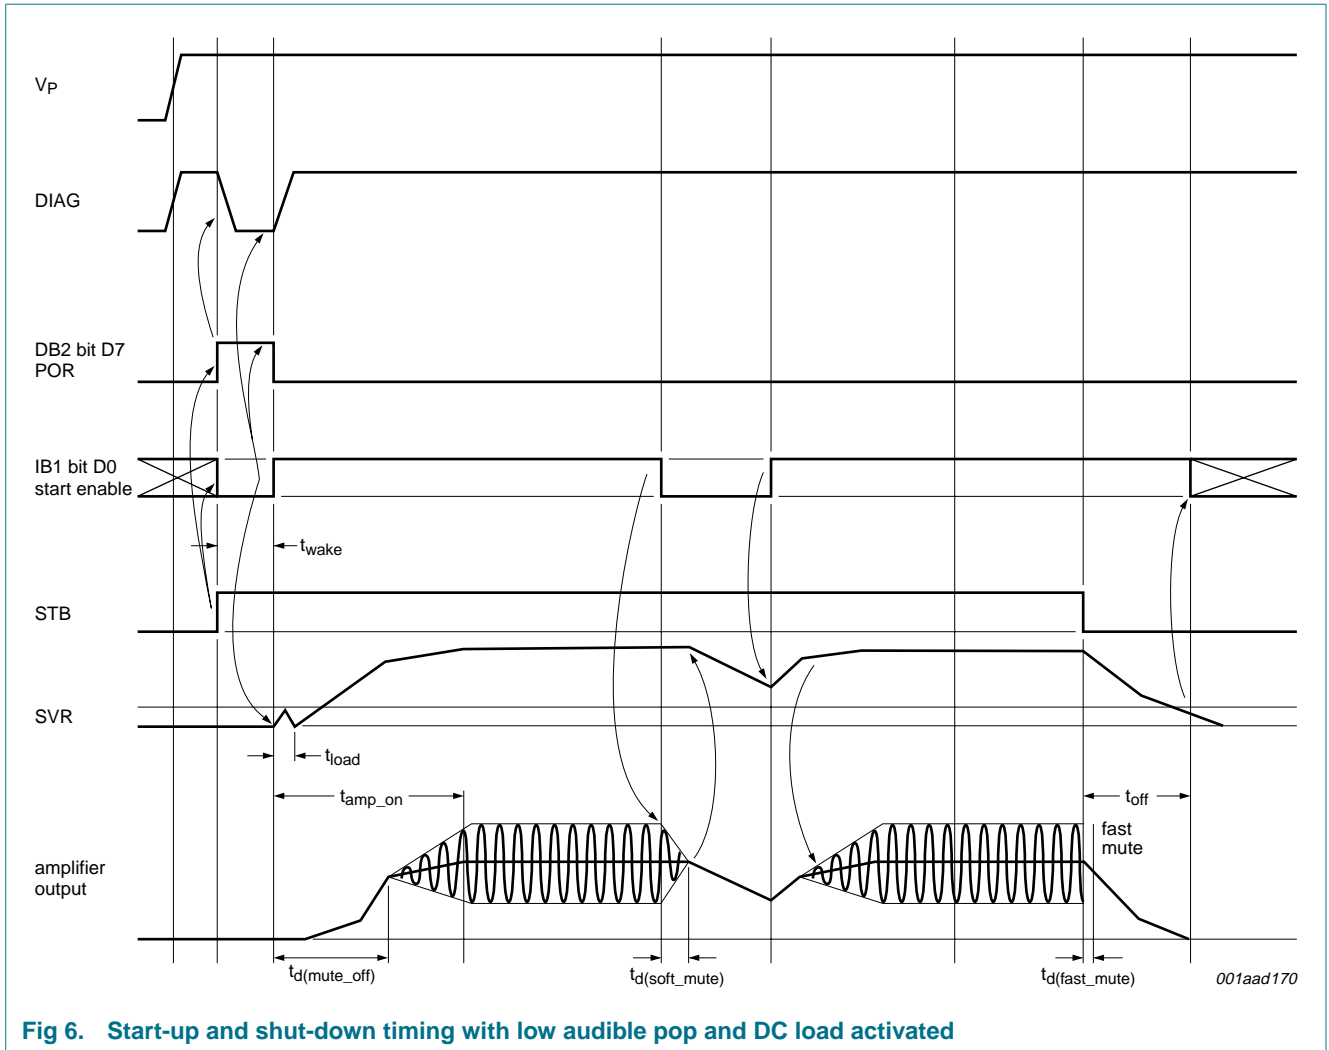 VP
DIAG
DB2 bit D7
POR
IB1 bit D0
start enable
twake
STB
SVR
tload
tamp_on
toff
fast
mute
amplifier
output
td(mute_off)
td(soft_mute)
td(fast_mute)
001aad170
Fig 6. Start-up and shut-down timing with low audible pop and DC load activated